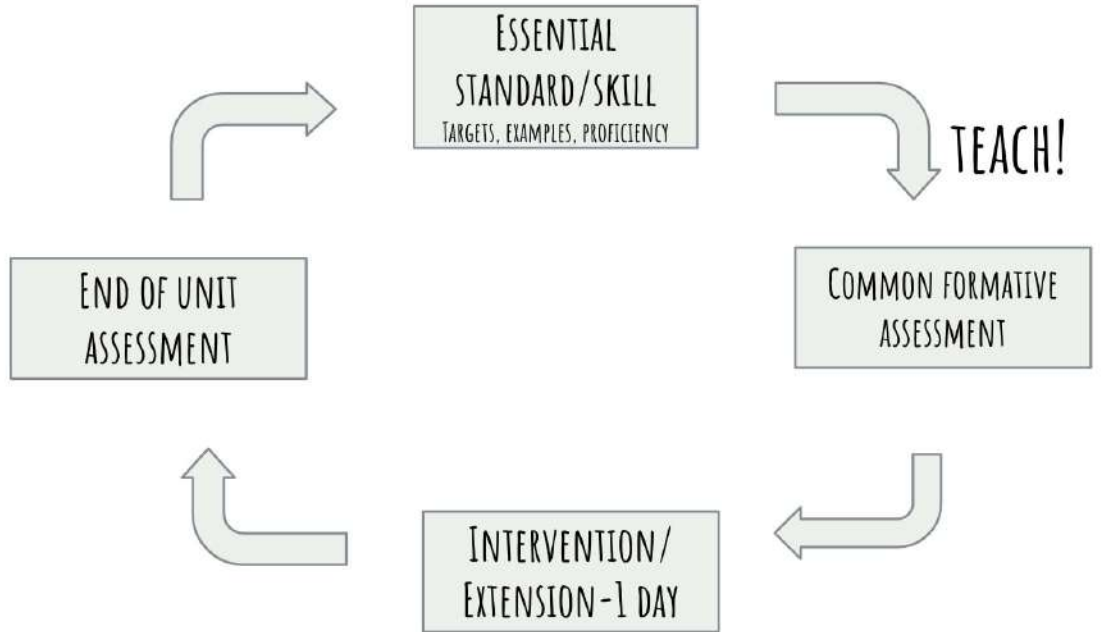 Essential
standard/skill
Targets, examples, proficiency
TEACH!
Common formative
assessment
Intervention/
Extension-1 day
End of unit
assessment